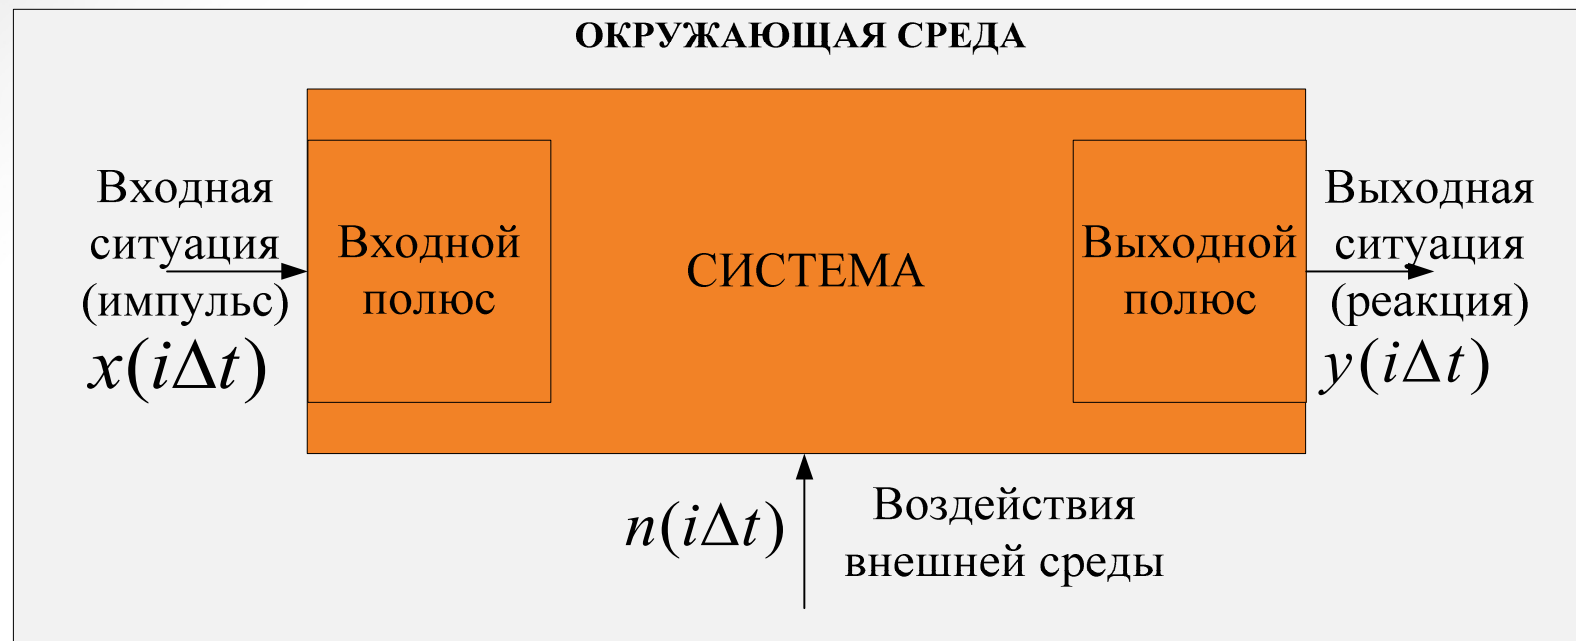 ОКРУЖАЮЩАЯ СРЕДА
Входная
ситуация
(импульс)
x(iΔt)
Входной
полюс
СИСТЕМА
Выходной
полюс
Выходная
ситуация
(реакция)
y(iΔt)
n(iΔt)
Воздействия
внешней среды